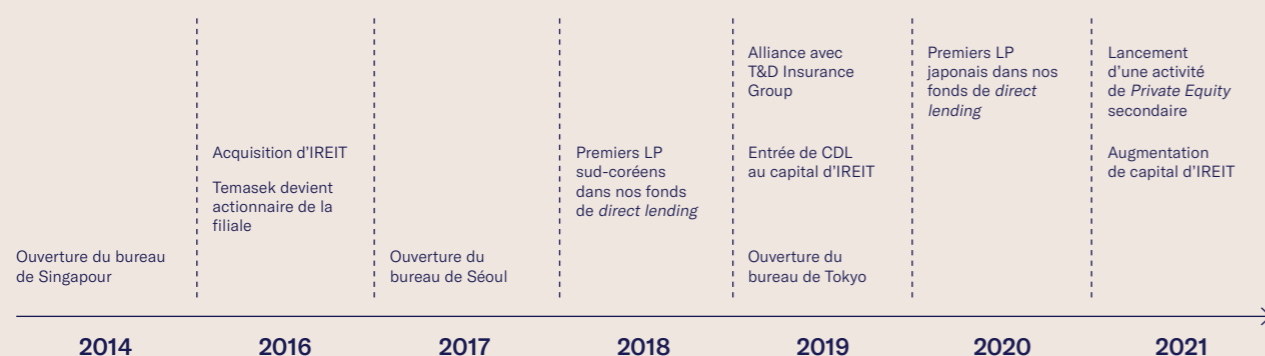 Ouverture du bureau
de Singapour
2014
Acquisition d’IREIT
Temasek devient
actionnaire de la
filiale
2016
Ouverture du
bureau de Séoul
2017
Premiers LP
sud-coréens
dans nos fonds
de direct lending
2018
Alliance avec
T&D Insurance
Group
Entrée de CDL
au capital d’IREIT
Ouverture du
bureau de Tokyo
2019
Premiers LP
japonais dans nos
fonds de direct
lending
2020
Lancement
d’une activité
de Private Equity
secondaire
Augmentation
de capital d’IREIT
2021